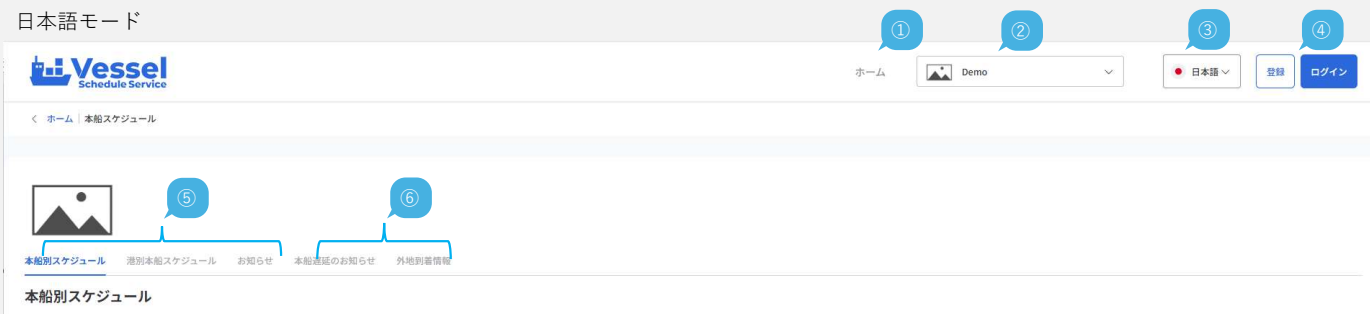 日本語モード
① ② ③ ④
Vessel
Schedule Service
ホーム Demo 日本語 登録 ログイン
ホーム 本船スケジュール
⑤ ⑥
本船別スケジュール 港別本船スケジュール お知らせ 本船遅延のお知らせ 外地到着情報
本船別スケジュール